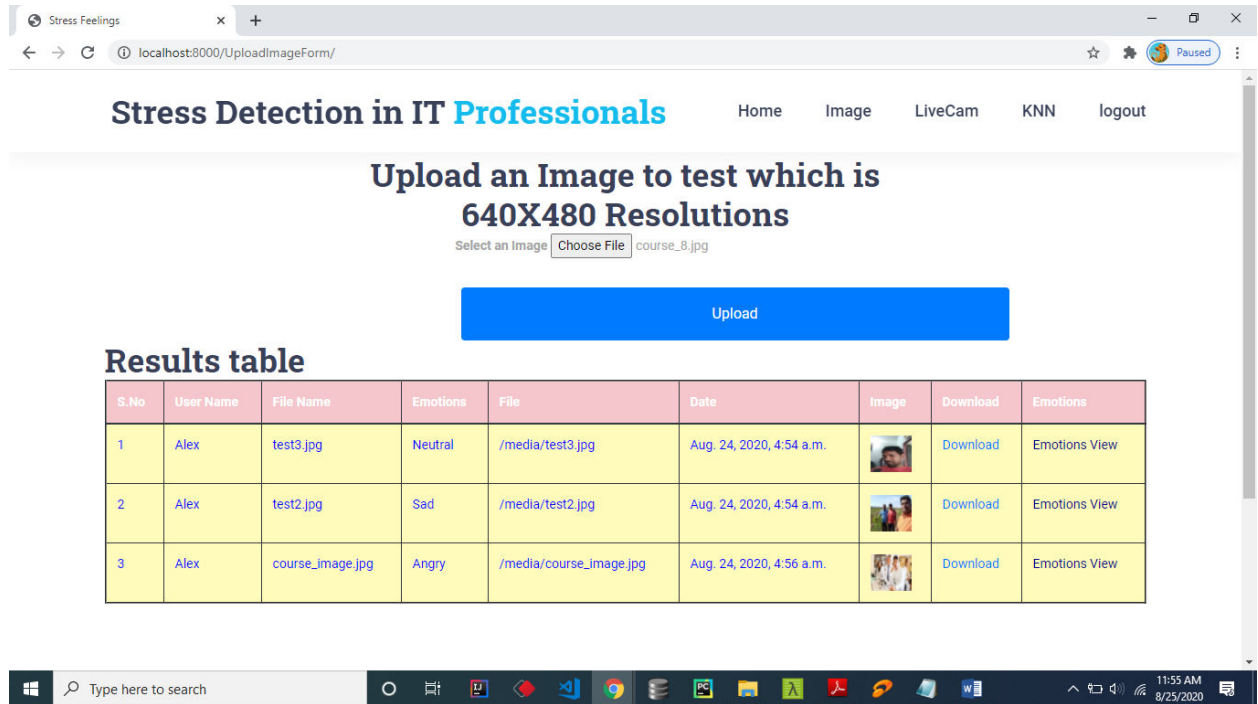 Stress Feelings
localhost:8000/UploadImageForm/
Paused
Stress Detection in IT Professionals
Home Image LiveCam KNN logout
Upload an Image to test which is
640X480 Resolutions
Select an Image Choose File course_8.jpg
Upload
Results table
S.No User Name File Name Emotions File Date Image Download Emotions
1 Alex test3.jpg Neutral /media/test3.jpg Aug. 24, 2020, 4:54 a.m. Download Emotions View
2 Alex test2.jpg Sad /media/test2.jpg Aug. 24, 2020, 4:54 a.m. Download Emotions View
3 Alex course_image.jpg Angry /media/course_image.jpg Aug. 24, 2020, 4:56 a.m. Download Emotions View
Type here to search
11:55 AM
8/25/2020